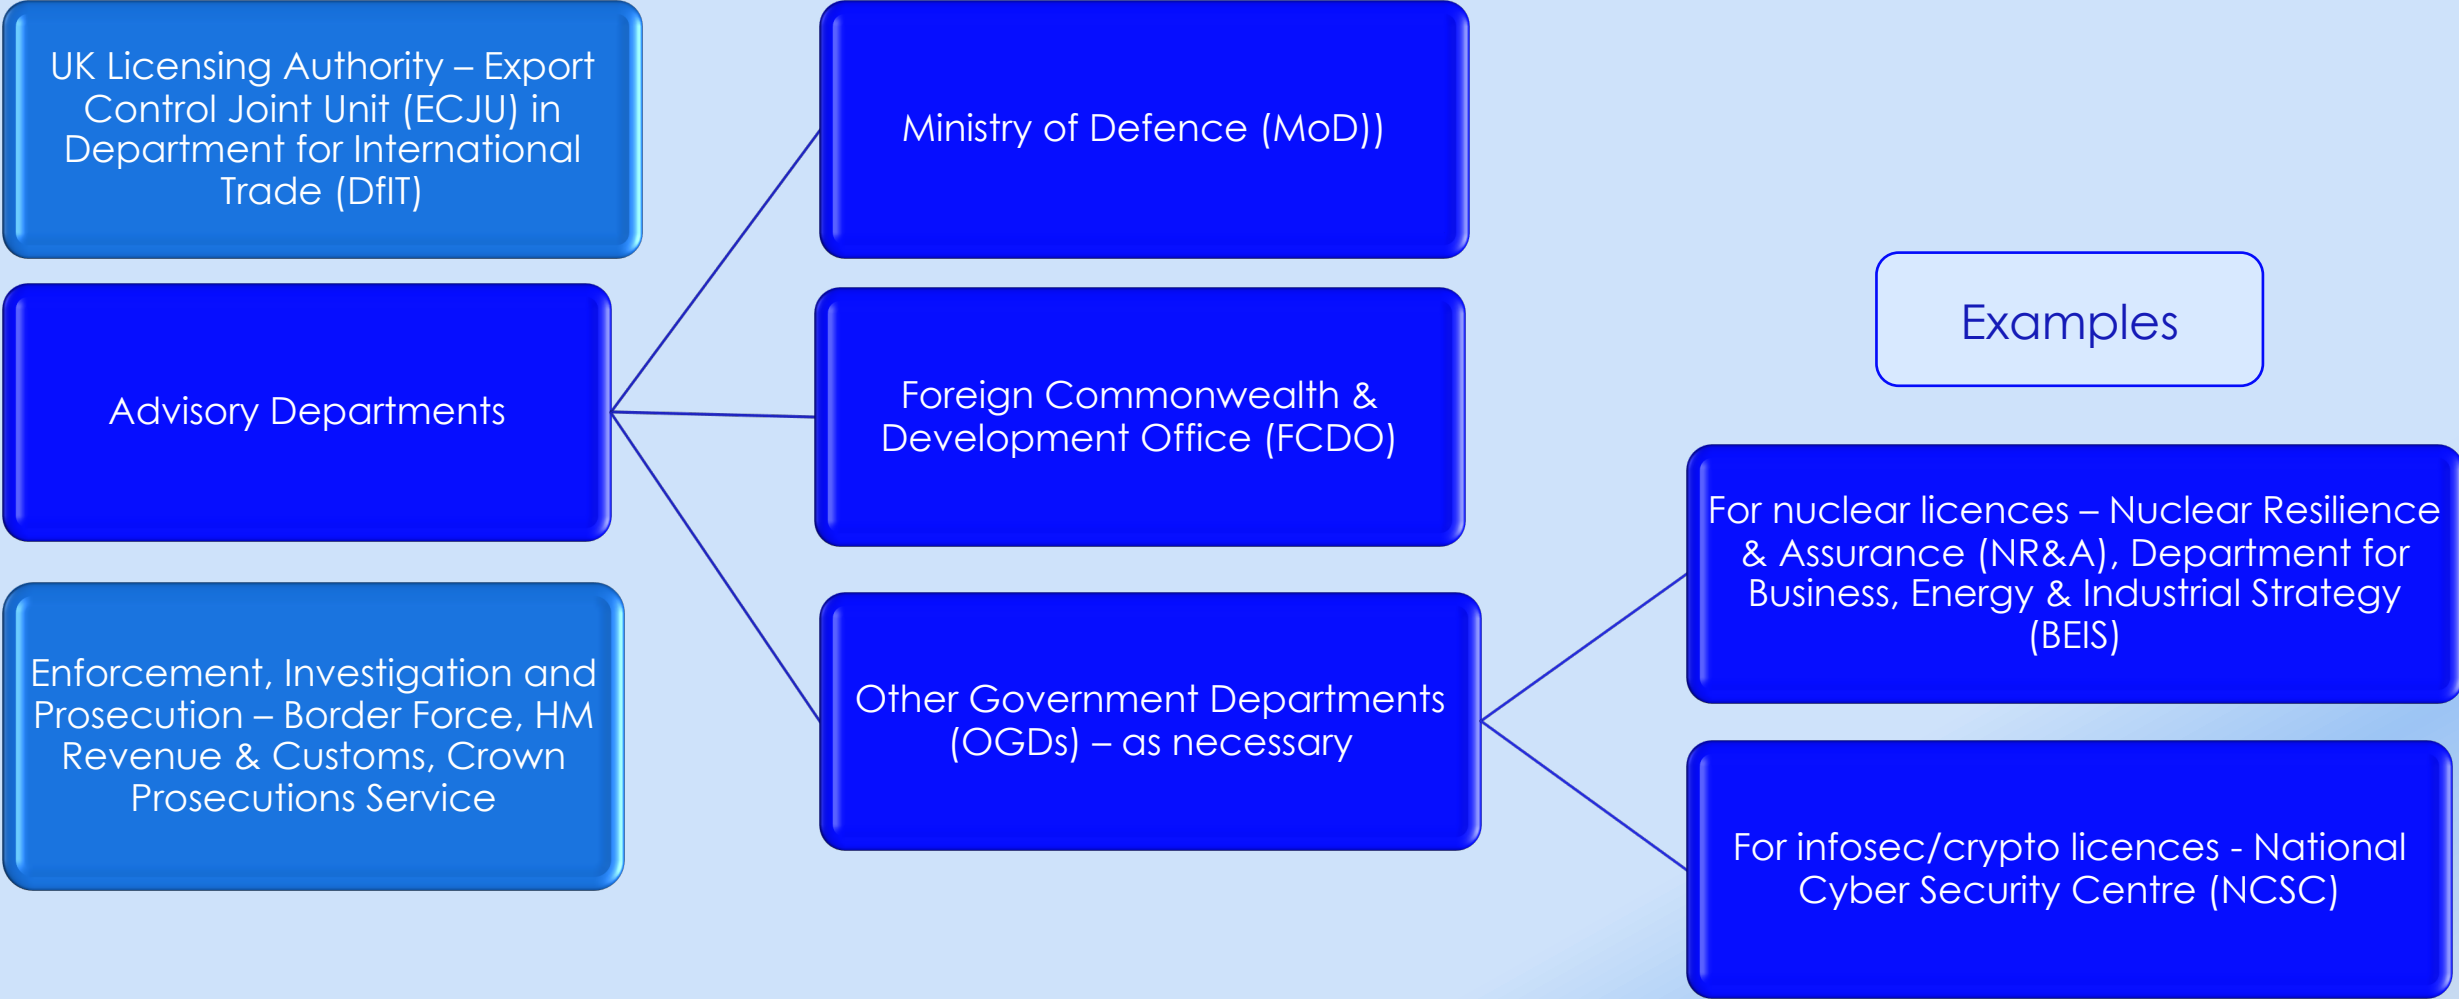 UK Licensing Authority – Export
Control Joint Unit (ECJU) in
Department for International
Trade (DfIT)
Advisory Departments
Enforcement, Investigation and
Prosecution – Border Force, HM
Revenue & Customs, Crown
Prosecutions Service
Ministry of Defence (MoD))
Foreign Commonwealth &
Development Office (FCDO)
Other Government Departments
(OGDs) – as necessary
Examples
For nuclear licences – Nuclear Resilience
& Assurance (NR&A), Department for
Business, Energy & Industrial Strategy
(BEIS)
For infosec/crypto licences - National
Cyber Security Centre (NCSC)